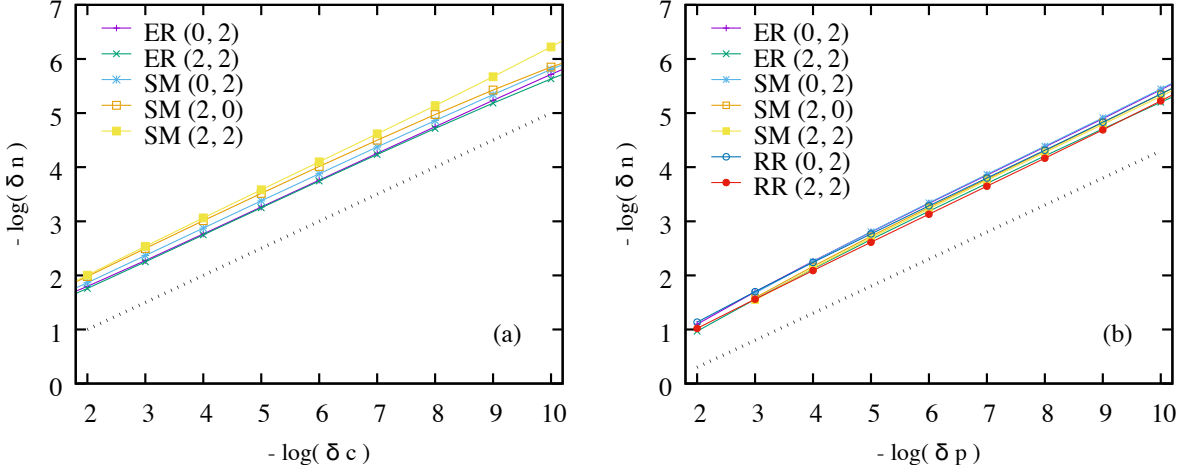 7
6
5
4
3
2
1
0
- log( δ n )
ER (0, 2)
ER (2, 2)
SM (0, 2)
SM (2, 0)
SM (2, 2)
(a)
2 3 4 5 6 7 8 9 10
- log( δ c )
7
6
5
4
3
2
1
0
- log( δ n )
ER (0, 2)
ER (2, 2)
SM (0, 2)
SM (2, 0)
SM (2, 2)
RR (0, 2)
RR (2, 2)
(b)
2 3 4 5 6 7 8 9 10
- log( δ p )